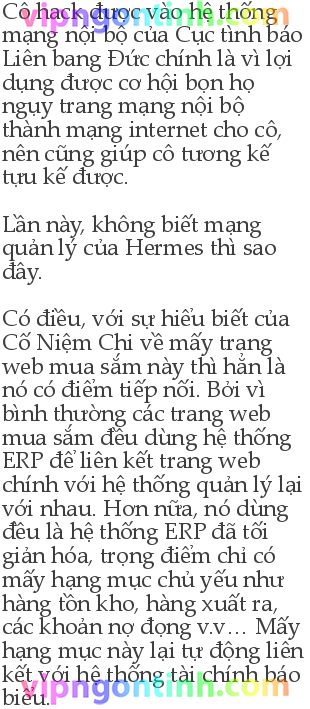 Cô hack được vào hệ thống
vipngontinh.com
mạng nội bộ của Cục tình báo
Liên bang Đức chính là vì lợi
dụng được cơ hội bọn họ
ngụy trang mạng nội bộ
thành mạng internet cho cô,
nên cũng giúp cô tương kế
tựu kế được.
Lần này, không biết mạng
quản lý của Hermes thì sao
đây.
Có điều, với sự hiểu biết của
Cố Niệm Chi về mấy trang
web mua sắm này thì hẳn là
nó có điểm tiếp nối. Bởi vì
bình thường các trang web
mua sắm đều dùng hệ thống
ERP để liên kết trang web
chính với hệ thống quản lý lại
với nhau. Hơn nữa, nó dùng
đều là hệ thống ERP đã tối
giản hóa, trọng điểm chỉ có
mấy hạng mục chủ yếu như
hàng tồn kho, hàng xuất ra,
các khoản nợ đọng v.v... Mấy
hạng mục này lại tự động liên
kết với hệ thống tài chính báo
vipngontinh.com
biểu.